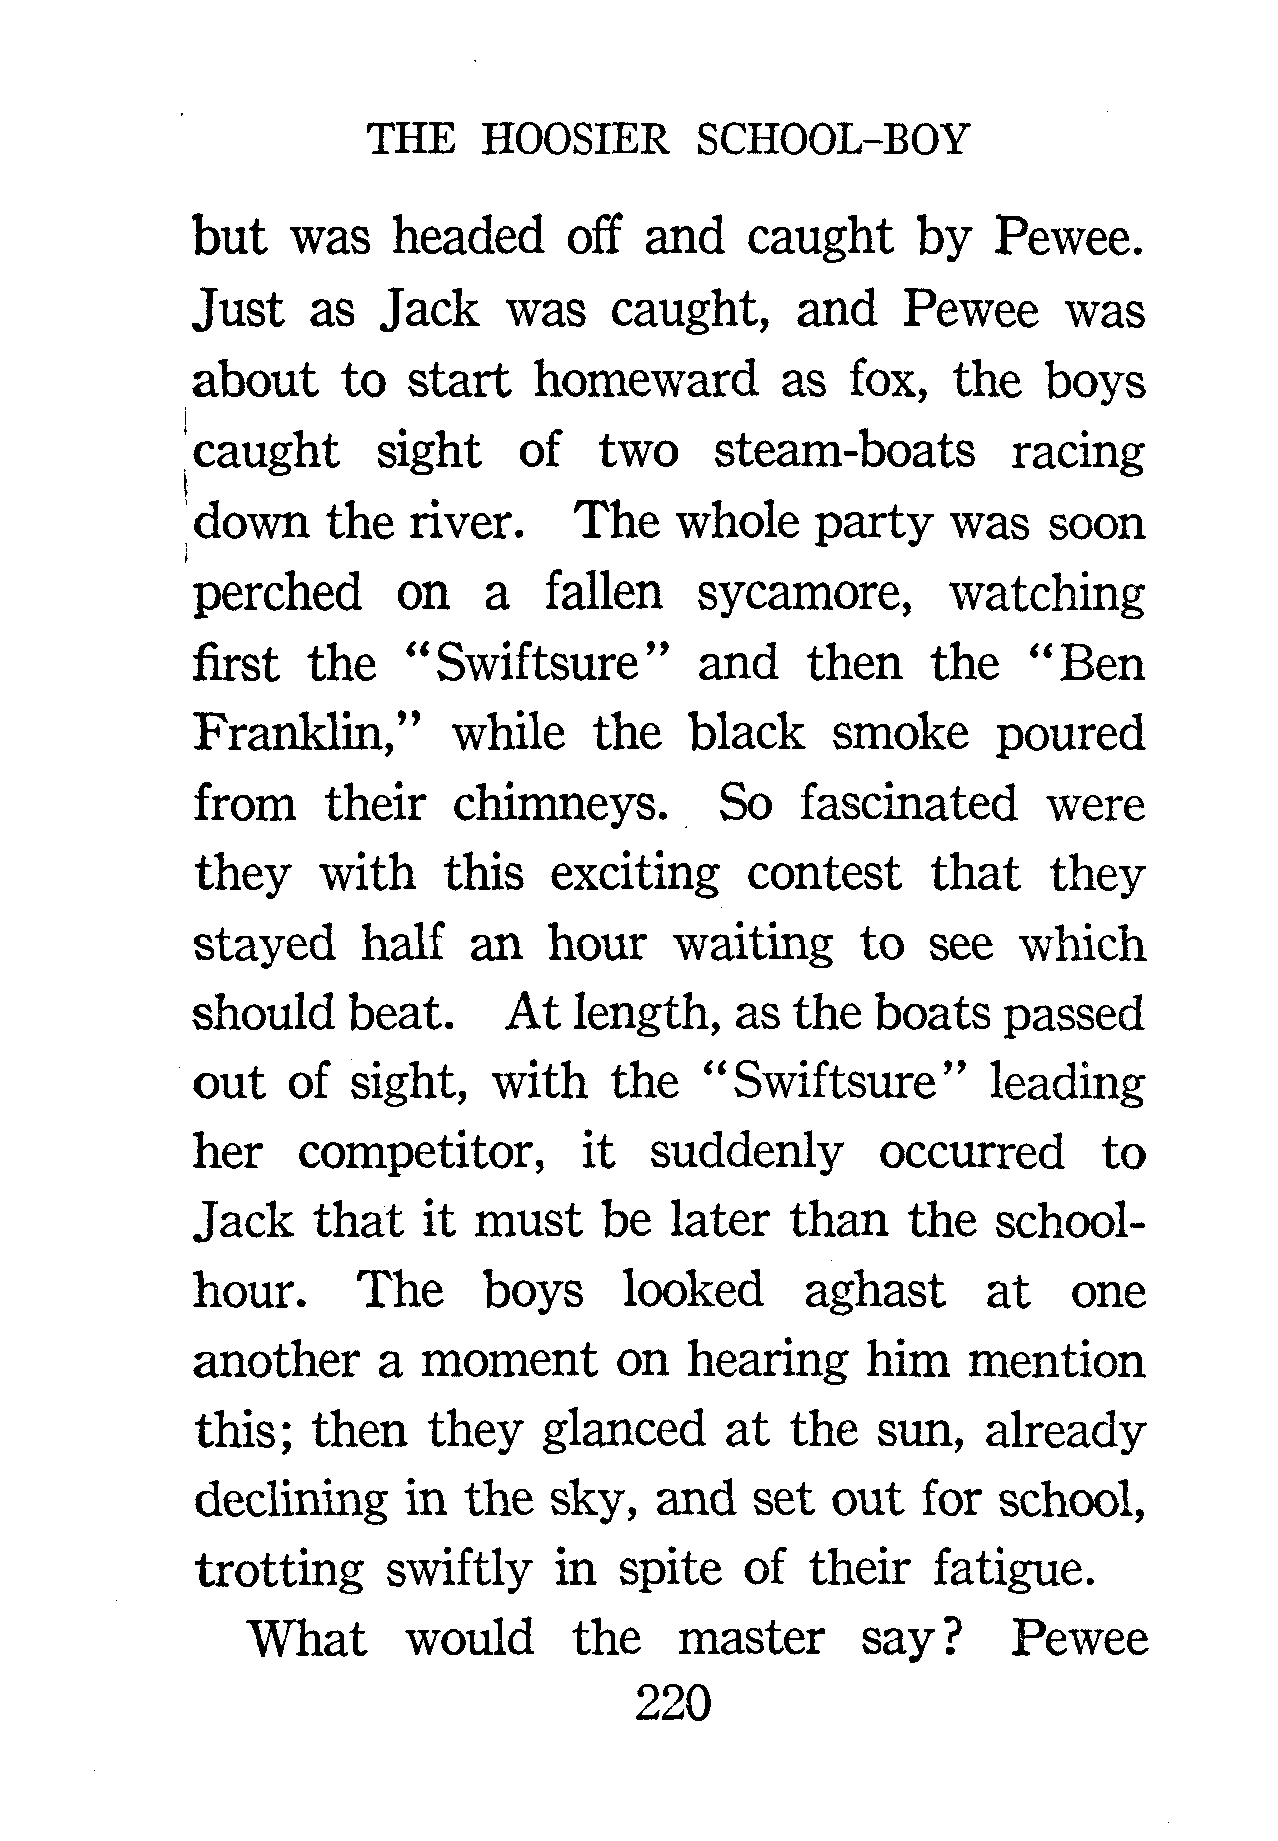 THE HOOSIER SCHOOL-BOY
but was headed off and caught by Pewee.
Just as Jack was caught, and Pewee was
about to start homeward as fox, the boys
caught sight of two steam-boats racing
down the river. The whole party was soon
perched on a fallen sycamore, watching
first the "Swiftsure" and then the "Ben
Franklin," while the black smoke poured
from their chimneys. So fascinated were
they with this exciting contest that they
stayed half an hour waiting to see which
should beat. At length, as the boats passed
out of sight, with the "Swiftsure" leading
her competitor, it suddenly occurred to
Jack that it must be later than the school-
hour. The boys looked aghast at one
another a moment on hearing him mention
this; then they glanced at the sun, already
declining in the sky, and set out for school,
trotting swiftly in spite of their fatigue.
What would the master say? Pewee
220